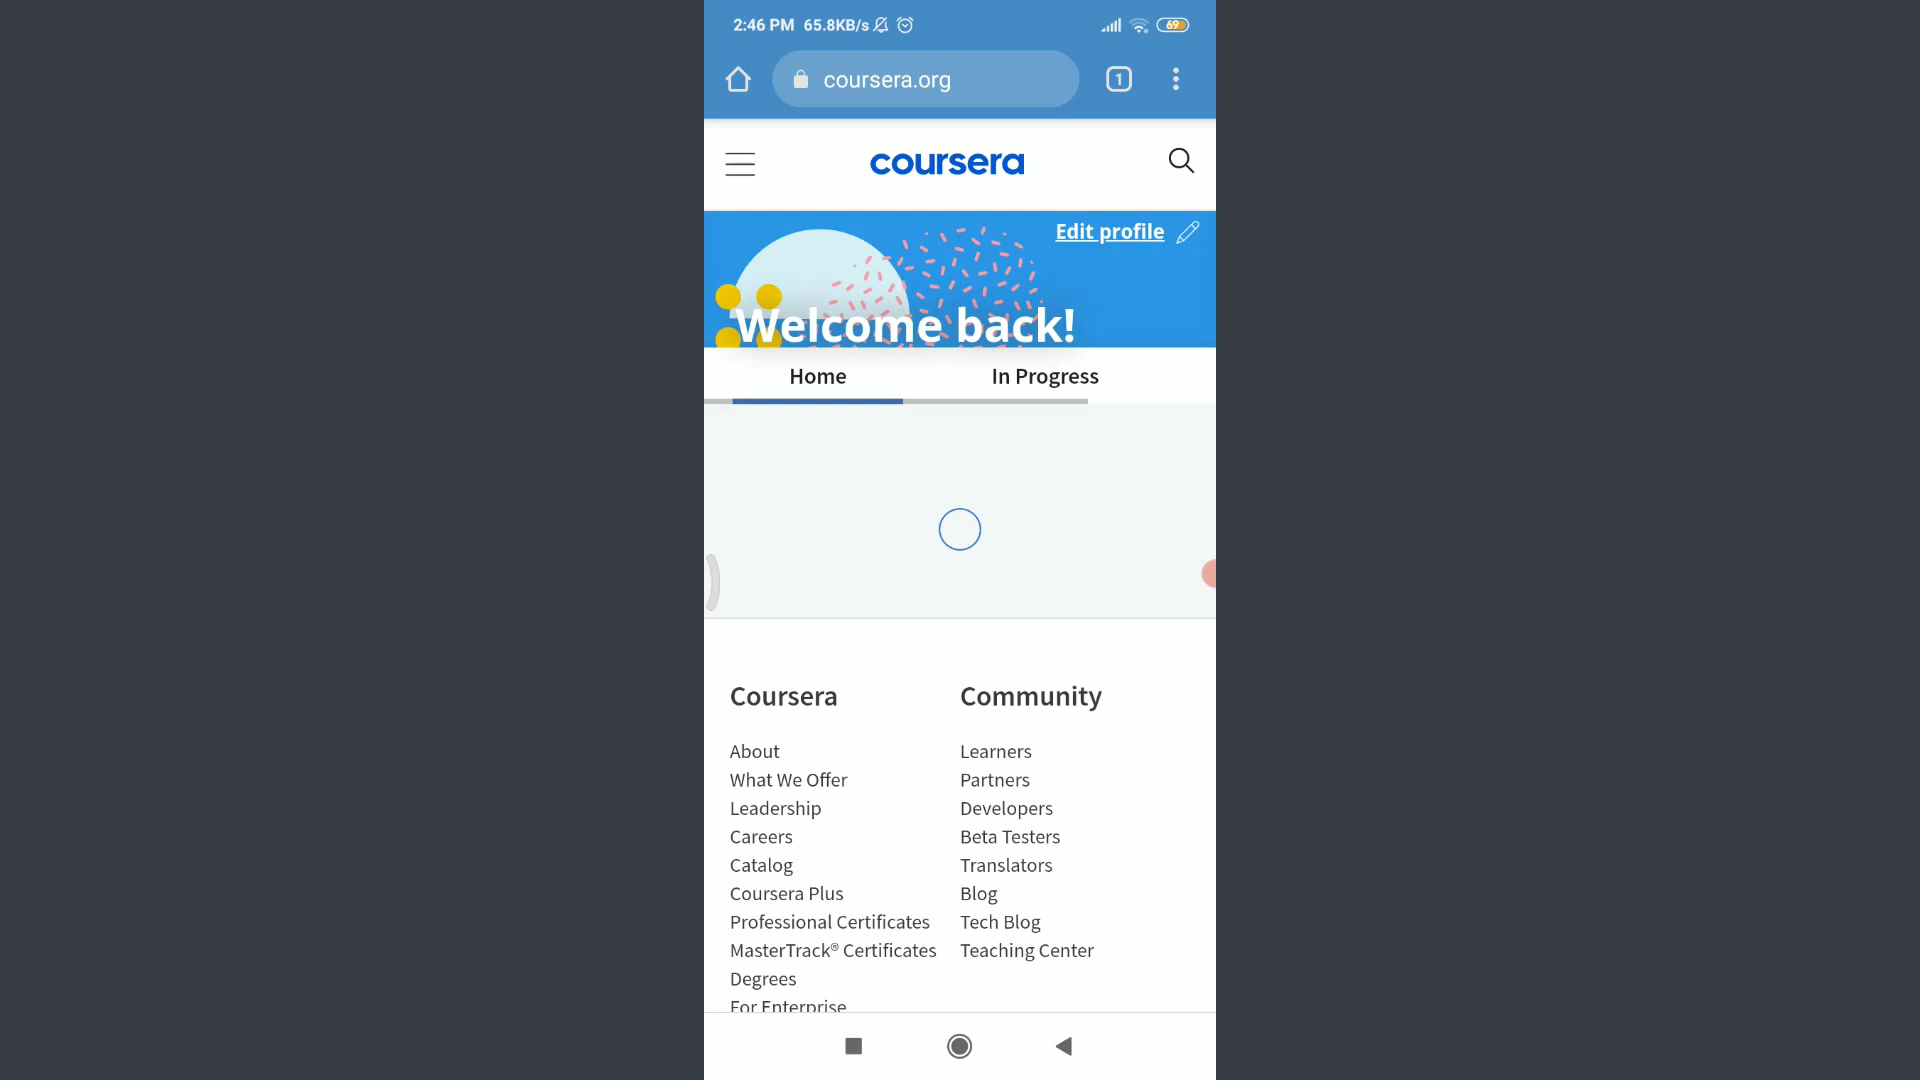 2:46 PM 65.8KB/s 69
coursera.org 1
coursera
Edit profile
Welcome back!
Home In Progress
Coursera Community
About Learners
What We Offer Partners
Leadership Developers
Careers Beta Testers
Catalog Translators
Coursera Plus Blog
Professional Certificates Tech Blog
MasterTrack® Certificates Teaching Center
Degrees
For Enterprise